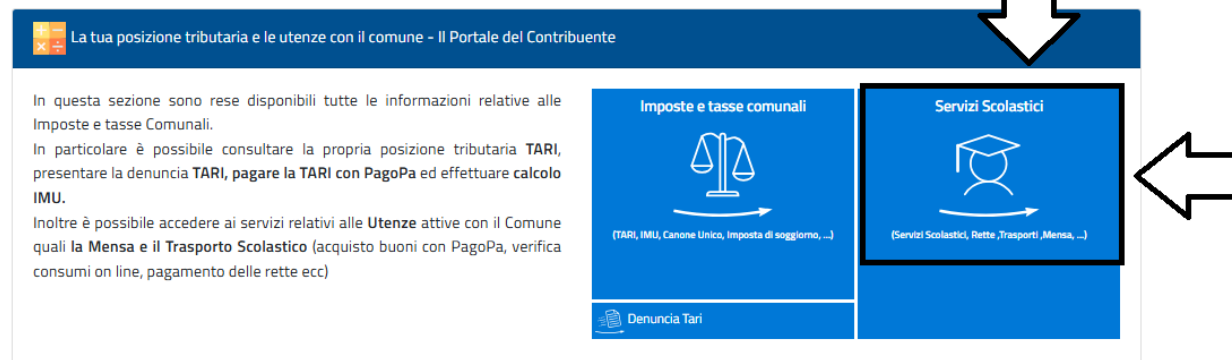 La tua posizione tributaria e le utenze con il comune - Il Portale del Contribuente
In questa sezione sono rese disponibili tutte le informazioni relative alle
Imposte e tasse Comunali.
In particolare è possibile consultare la propria posizione tributaria TARI,
presentare la denuncia TARI, pagare la TARI con PagoPa ed effettuare calcolo
IMU.
Inoltre è possibile accedere ai servizi relativi alle Utenze attive con il Comune
quali la Mensa e il Trasporto Scolastico (acquisto buoni con PagoPa, verifica
consumi on line, pagamento delle rette ecc)
Imposte e tasse comunali
(TARI, IMU, Canone Unico, Imposta di soggiorno, ...)
Denuncia Tari
Servizi Scolastici
(Servizi Scolastici, Rette ,Trasporti ,Mensa, ...)